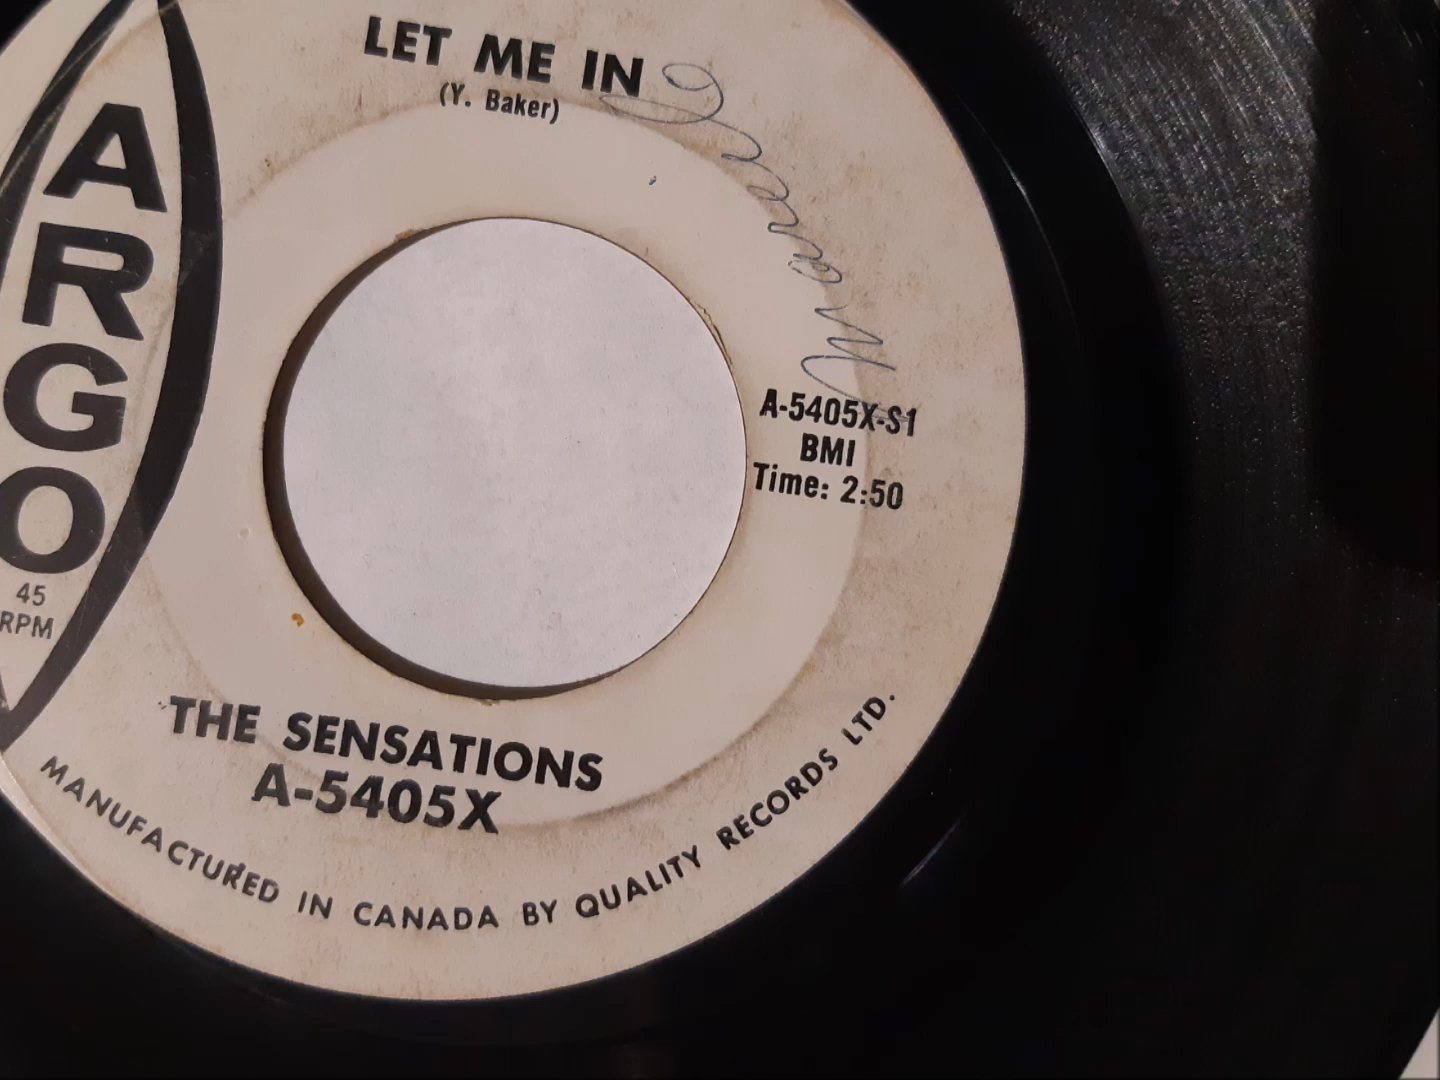 LET ME IN
(Y. Baker)
ARGO
45
RPM
A-5405X-S1
BMI
Time: 2:50
THE SENSATIONS
A-5405X
MANUFACTURED IN CANADA BY QUALITY RECORDS LTD.